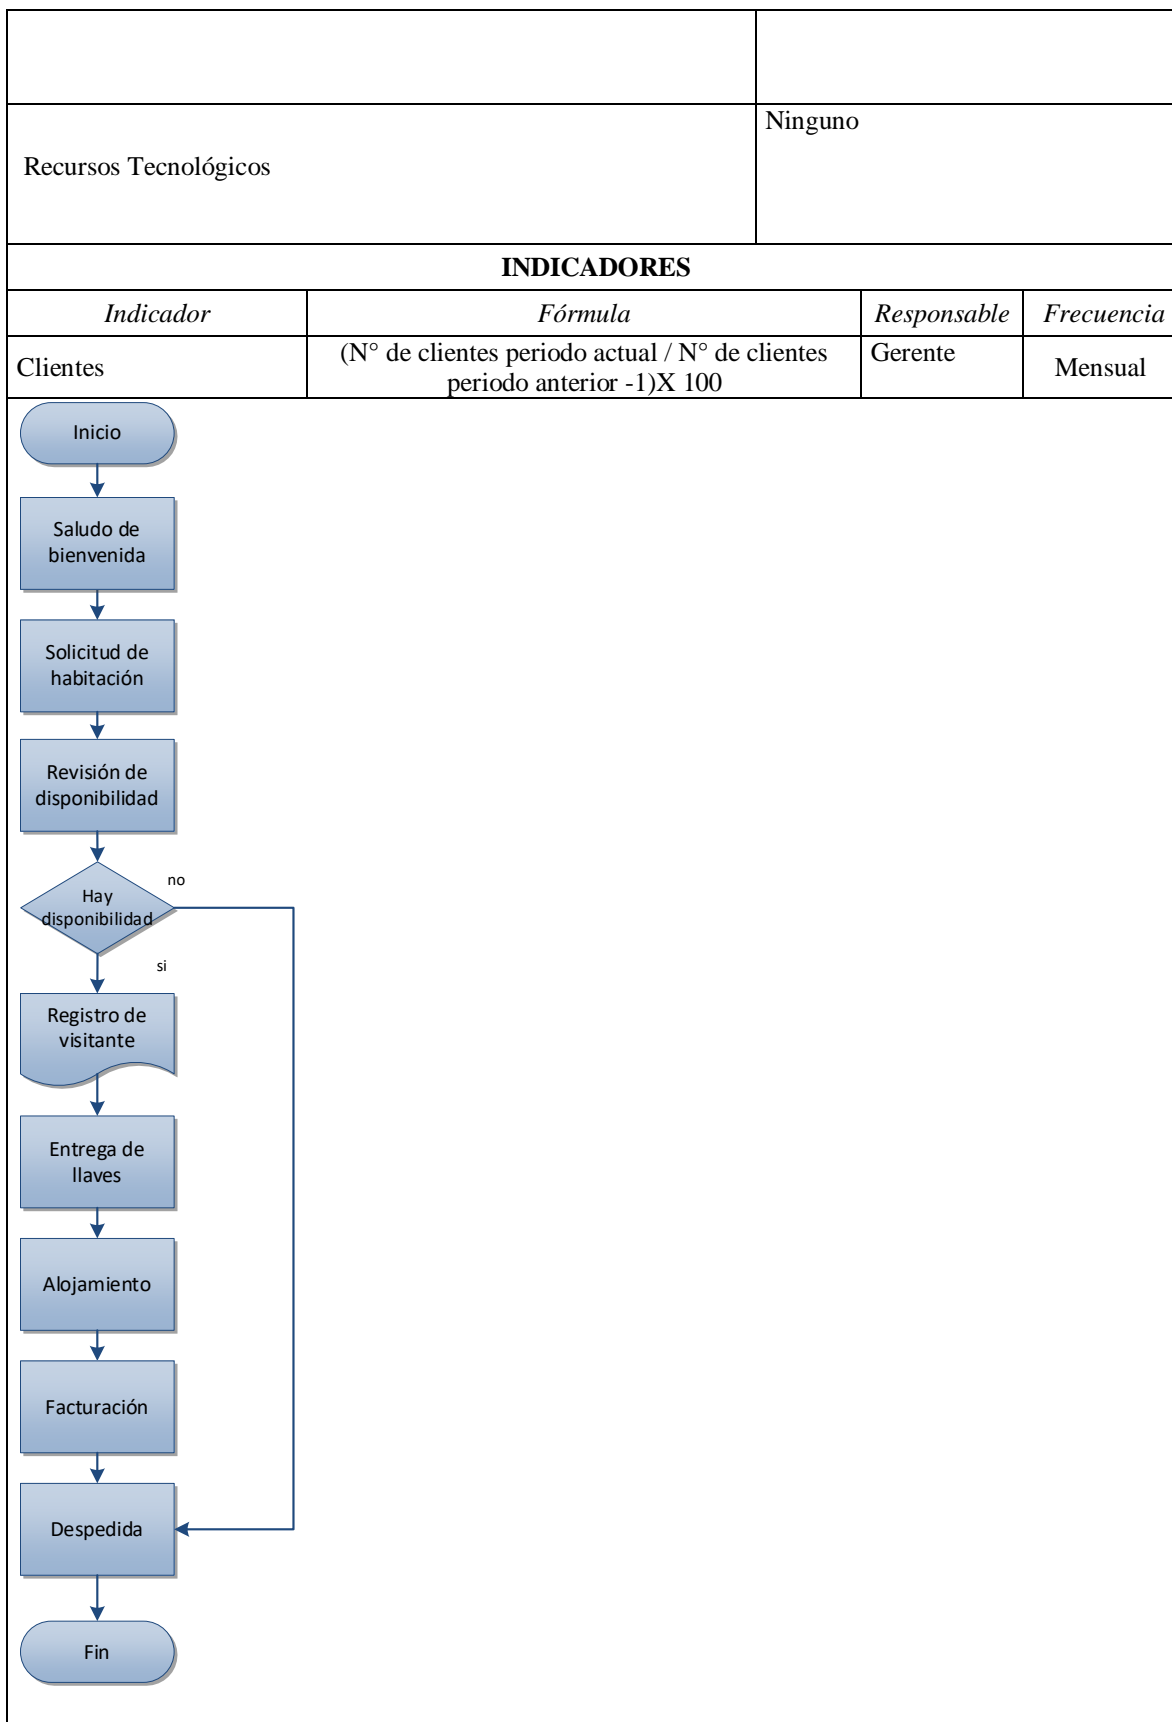 Ninguno
Recursos Tecnológicos
INDICADORES
Indicador
Fórmula
Responsable
Frecuencia
Clientes
(N° de clientes periodo actual / N° de clientes
periodo anterior -1)X 100
Gerente
Mensual
Inicio
Saludo de
bienvenida
Solicitud de
habitación
Revisión de
disponibilidad
Hay
disponibilidad
no
si
Registro de
visitante
Entrega de
llaves
Alojamiento
Facturación
Despedida
Fin